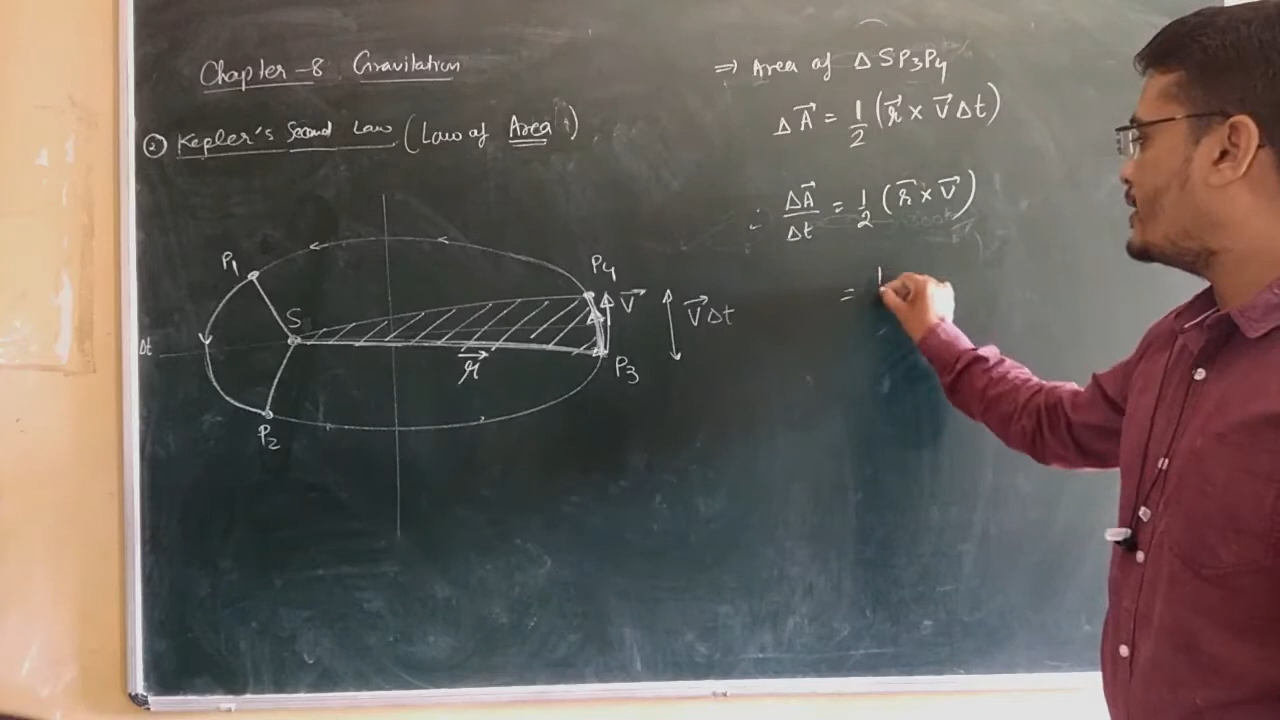 Chapter-8 Gravitation
② Kepler's Second Law (Law of Area)
P₁
S
P₂
Δt
r⃗
P₄
V⃗
P₃
V⃗Δt
⇒ Area of Δ SP₃P₄
ΔA⃗ = 1/2 (r⃗ × V⃗Δt)
∴ ΔA⃗/Δt = 1/2 (r⃗ × V⃗)
= 1